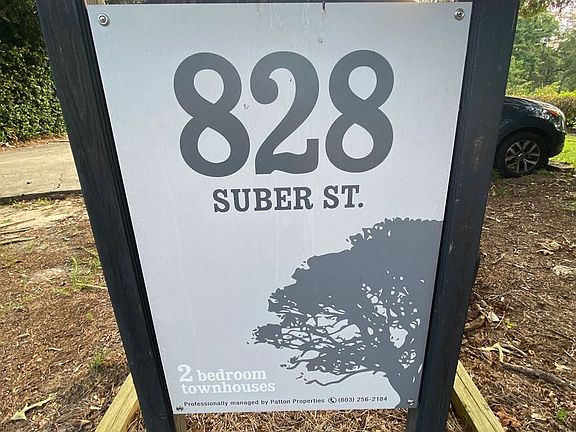 828
SUBER ST.
2 bedroom
townhouses
Professionally managed by Patton Properties (803) 256-2184